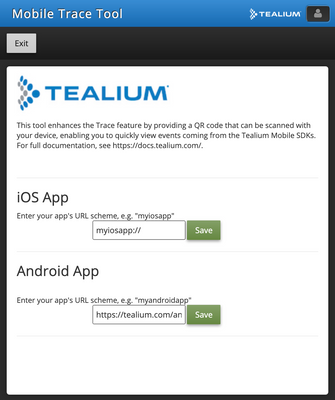 Mobile Trace Tool
TEALIUM
Exit
TEALIUM
This tool enhances the Trace feature by providing a QR code that can be scanned with
your device, enabling you to quickly view events coming from the Tealium Mobile SDKs.
For full documentation, see https://docs.tealium.com/.
iOS App
Enter your app's URL scheme, e.g. "myiosapp"
myiosapp://
Save
Android App
Enter your app's URL scheme, e.g. "myandroidapp"
https://tealium.com/an
Save